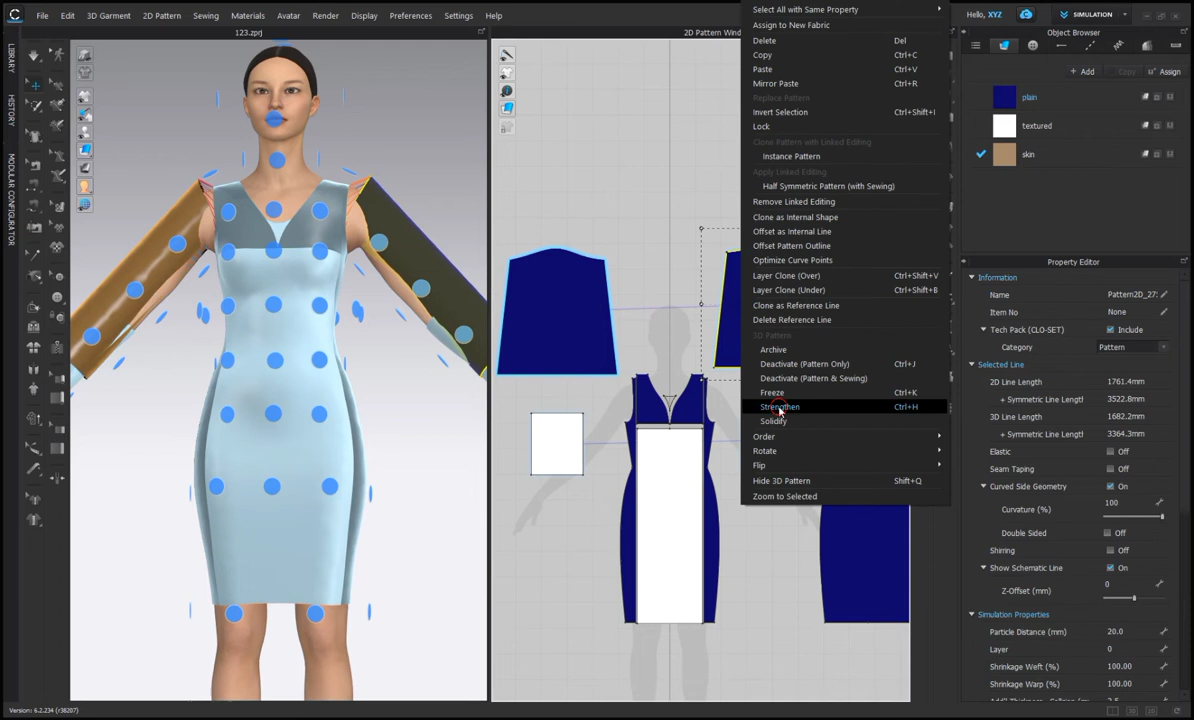 File Edit 3D Garment 2D Pattern Sewing Materials Avatar Render Display Preferences Settings Help
Hello, XYZ SIMULATION
123.zprj
2D Pattern Wind
Object Browser
LIBRARY
HISTORY
MODULAR CONFIGURATOR
Select All with Same Property
Assign to New Fabric
Delete Del
Copy Ctrl+C
Paste Ctrl+V
Mirror Paste Ctrl+R
Replace Pattern
Invert Selection Ctrl+Shift+I
Lock
Clone Pattern with Linked Editing
Instance Pattern
Apply Linked Editing
Half Symmetric Pattern (with Sewing)
Remove Linked Editing
Clone as Internal Shape
Offset as Internal Line
Offset Pattern Outline
Optimize Curve Points
Layer Clone (Over) Ctrl+Shift+V
Layer Clone (Under) Ctrl+Shift+B
Clone as Reference Line
Delete Reference Line
3D Pattern
Archive
Deactivate (Pattern Only) Ctrl+J
Deactivate (Pattern & Sewing)
Freeze Ctrl+K
Strengthen Ctrl+H
Solidify
Order
Rotate
Flip
Hide 3D Pattern Shift+Q
Zoom to Selected
+ Add Copy Assign
plain
textured
skin
Property Editor
Information
Name Pattern2D_27:
Item No None
Tech Pack (CLO-SET) Include
Category Pattern
Selected Line
2D Line Length 1761.4mm
+ Symmetric Line Length 3522.8mm
3D Line Length 1682.2mm
+ Symmetric Line Length 3364.3mm
Elastic Off
Seam Taping Off
Curved Side Geometry On
Curvature (%) 100
Double Sided Off
Shirring Off
Show Schematic Line On
Z-Offset (mm) 0
Simulation Properties
Particle Distance (mm) 20.0
Layer 0
Shrinkage Weft (%) 100.00
Shrinkage Warp (%) 100.00
Version: 6.2.234 (r38207)